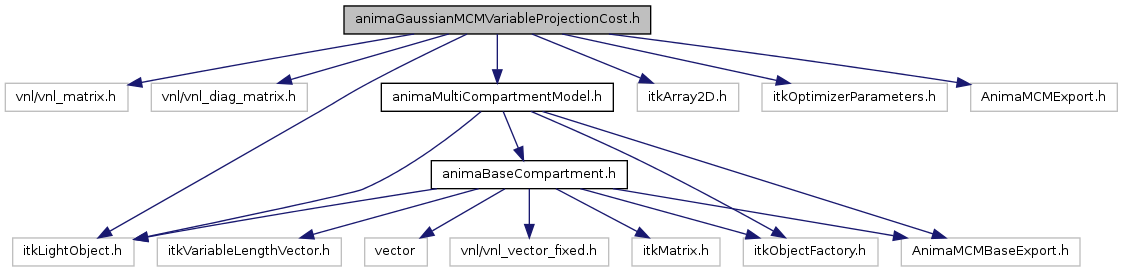 animaGaussianMCMVariableProjectionCost.h
vnl/vnl_matrix.h
vnl/vnl_diag_matrix.h
animaMultiCompartmentModel.h
itkArray2D.h
itkOptimizerParameters.h
AnimaMCMExport.h
animaBaseCompartment.h
itkLightObject.h
itkVariableLengthVector.h
vector
vnl/vnl_vector_fixed.h
itkMatrix.h
itkObjectFactory.h
AnimaMCMBaseExport.h